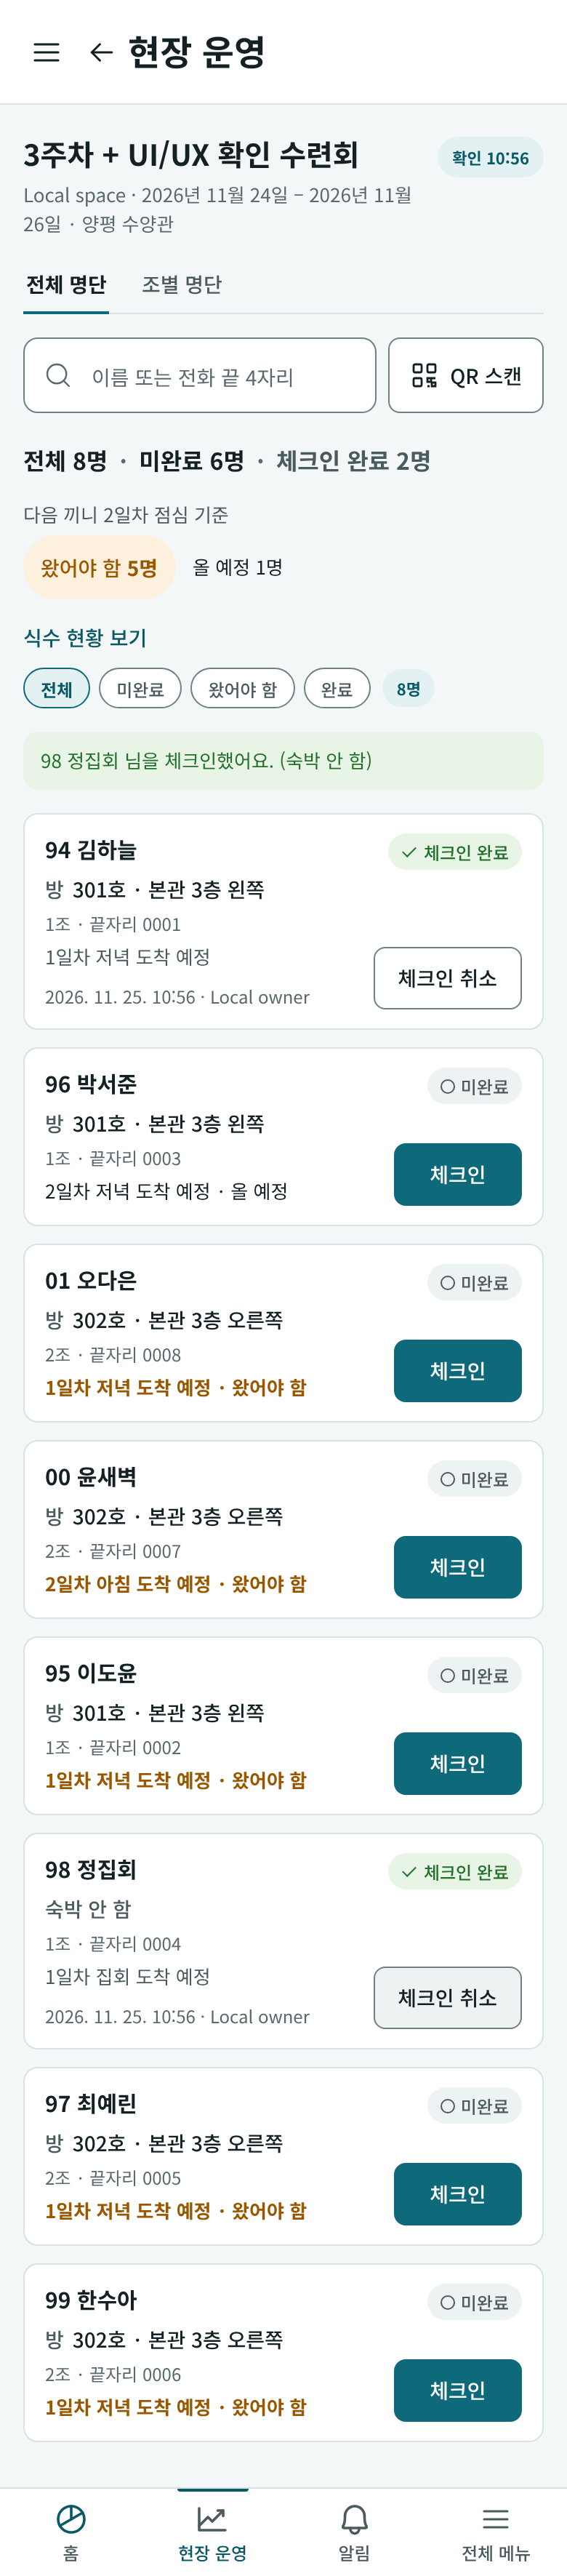 현장 운영
3주차 + UI/UX 확인 수련회
확인 10:56
Local space · 2026년 11월 24일 – 2026년 11월
26일 · 양평 수양관
전체 명단
조별 명단
이름 또는 전화 끝 4자리
QR 스캔
전체 8명 · 미완료 6명 · 체크인 완료 2명
다음 끼니 2일차 점심 기준
왔어야 함 5명
올 예정 1명
식수 현황 보기
전체
미완료
왔어야 함
완료
8명
98 정집회 님을 체크인했어요. (숙박 안 함)
94 김하늘
체크인 완료
방 301호 · 본관 3층 왼쪽
1조 · 끝자리 0001
1일차 저녁 도착 예정
2026. 11. 25. 10:56 · Local owner
체크인 취소
96 박서준
미완료
방 301호 · 본관 3층 왼쪽
1조 · 끝자리 0003
2일차 저녁 도착 예정 · 올 예정
체크인
01 오다은
미완료
방 302호 · 본관 3층 오른쪽
2조 · 끝자리 0008
1일차 저녁 도착 예정 · 왔어야 함
체크인
00 윤새벽
미완료
방 302호 · 본관 3층 오른쪽
2조 · 끝자리 0007
2일차 아침 도착 예정 · 왔어야 함
체크인
95 이도윤
미완료
방 301호 · 본관 3층 왼쪽
1조 · 끝자리 0002
1일차 저녁 도착 예정 · 왔어야 함
체크인
98 정집회
체크인 완료
숙박 안 함
1조 · 끝자리 0004
1일차 집회 도착 예정
2026. 11. 25. 10:56 · Local owner
체크인 취소
97 최예린
미완료
방 302호 · 본관 3층 오른쪽
2조 · 끝자리 0005
1일차 저녁 도착 예정 · 왔어야 함
체크인
99 한수아
미완료
방 302호 · 본관 3층 오른쪽
2조 · 끝자리 0006
1일차 저녁 도착 예정 · 왔어야 함
체크인
홈
현장 운영
알림
전체 메뉴